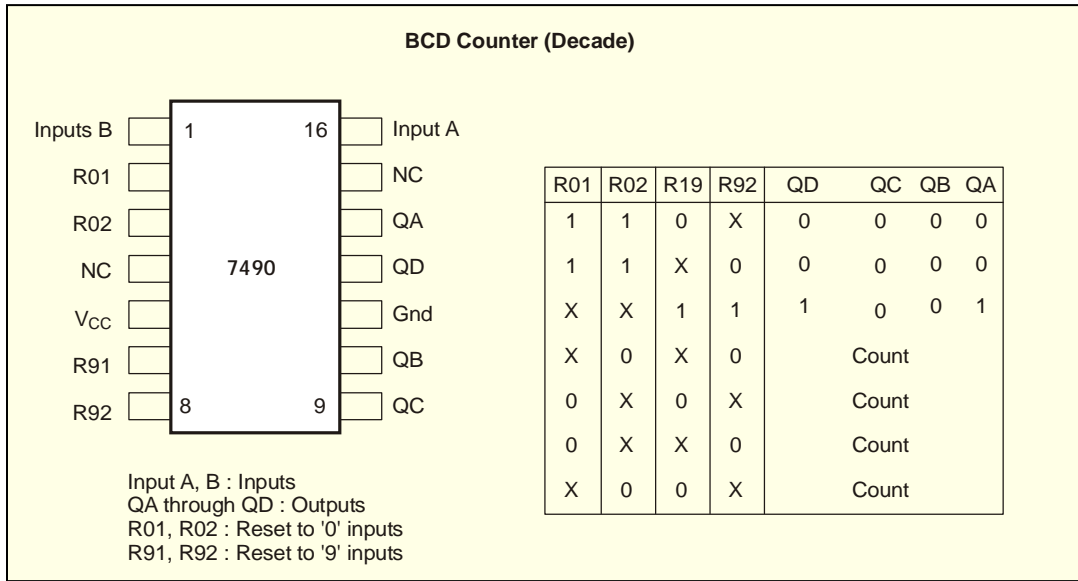 BCD Counter (Decade)
Inputs B 1 16 Input A
R01 NC
R02 QA
NC 7490 QD
VCC Gnd
R91 QB
R92 8 9 QC
Input A, B : Inputs
QA through QD : Outputs
R01, R02 : Reset to '0' inputs
R91, R92 : Reset to '9' inputs
R01 R02 R19 R92 QD QC QB QA
1 1 0 X 0 0 0 0
1 1 X 0 0 0 0 0
X X 1 1 1 0 0 1
X 0 X 0 Count
0 X 0 X Count
0 X X 0 Count
X 0 0 X Count